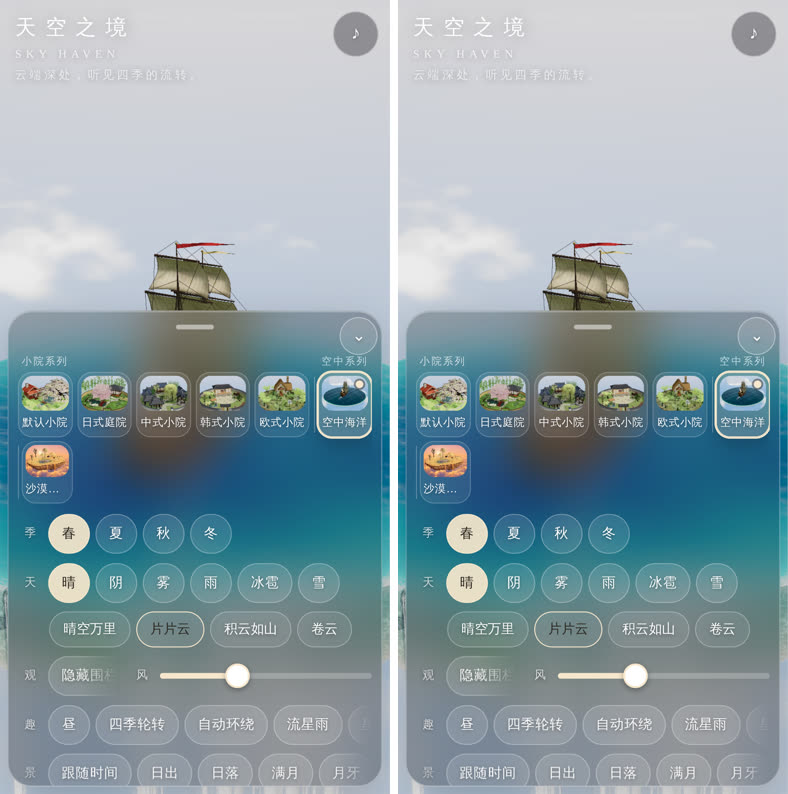 天空之境
SKY HAVEN
云端深处，听见四季的流转。
♪
小院系列 空中系列
默认小院 日式庭院 中式小院 韩式小院 欧式小院 空中海洋
沙漠…
季 春 夏 秋 冬
天 晴 阴 雾 雨 冰雹 雪
晴空万里 片片云 积云如山 卷云
观 隐藏围栏 风
趣 昼 四季轮转 自动环绕 流星雨
景 跟随时间 日出 日落 满月 月牙
天空之境
SKY HAVEN
云端深处，听见四季的流转。
♪
小院系列 空中系列
默认小院 日式庭院 中式小院 韩式小院 欧式小院 空中海洋
沙漠…
季 春 夏 秋 冬
天 晴 阴 雾 雨 冰雹 雪
晴空万里 片片云 积云如山 卷云
观 隐藏围 风
趣 昼 四季轮转 自动环绕 流星雨
景 跟随时间 日出 日落 满月 月牙